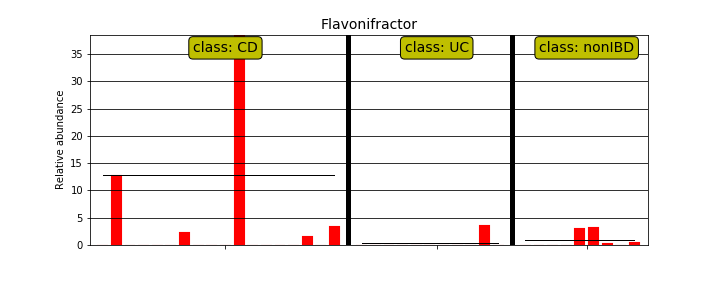 Flavonifractor
class: CD
class: UC
class: nonIBD
Relative abundance
35
30
25
20
15
10
5
0